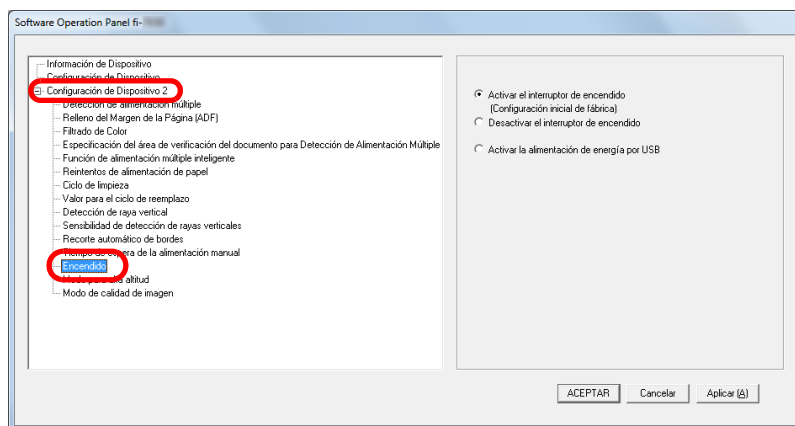 Software Operation Panel fi-
Información de Dispositivo
Configuración de Dispositivo
Configuración de Dispositivo 2
Detección de alimentación múltiple
Relleno del Margen de la Página (ADF)
Filtrado de Color
Especificación del área de verificación del documento para Detección de Alimentación Múltiple
Función de alimentación múltiple inteligente
Reintentos de alimentación de papel
Ciclo de limpieza
Valor para el ciclo de reemplazo
Detección de raya vertical
Sensibilidad de detección de rayas verticales
Recorte automático de bordes
Tiempo de espera de la alimentación manual
Encendido
Modo para alta altitud
Modo de calidad de imagen
Activar el interruptor de encendido
(Configuración inicial de fábrica)
Desactivar el interruptor de encendido
Activar la alimentación de energía por USB
ACEPTAR
Cancelar
Aplicar (A)